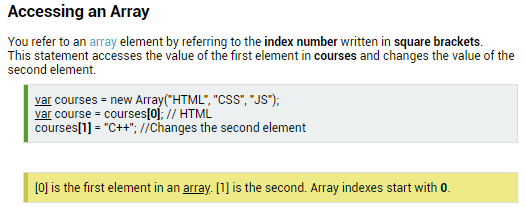 Accessing an Array
You refer to an array element by referring to the index number written in square brackets.
This statement accesses the value of the first element in courses and changes the value of the
second element.
var courses = new Array("HTML", "CSS", "JS");
var course = courses[0]; // HTML
courses[1] = "C++"; //Changes the second element
[0] is the first element in an array. [1] is the second. Array indexes start with 0.